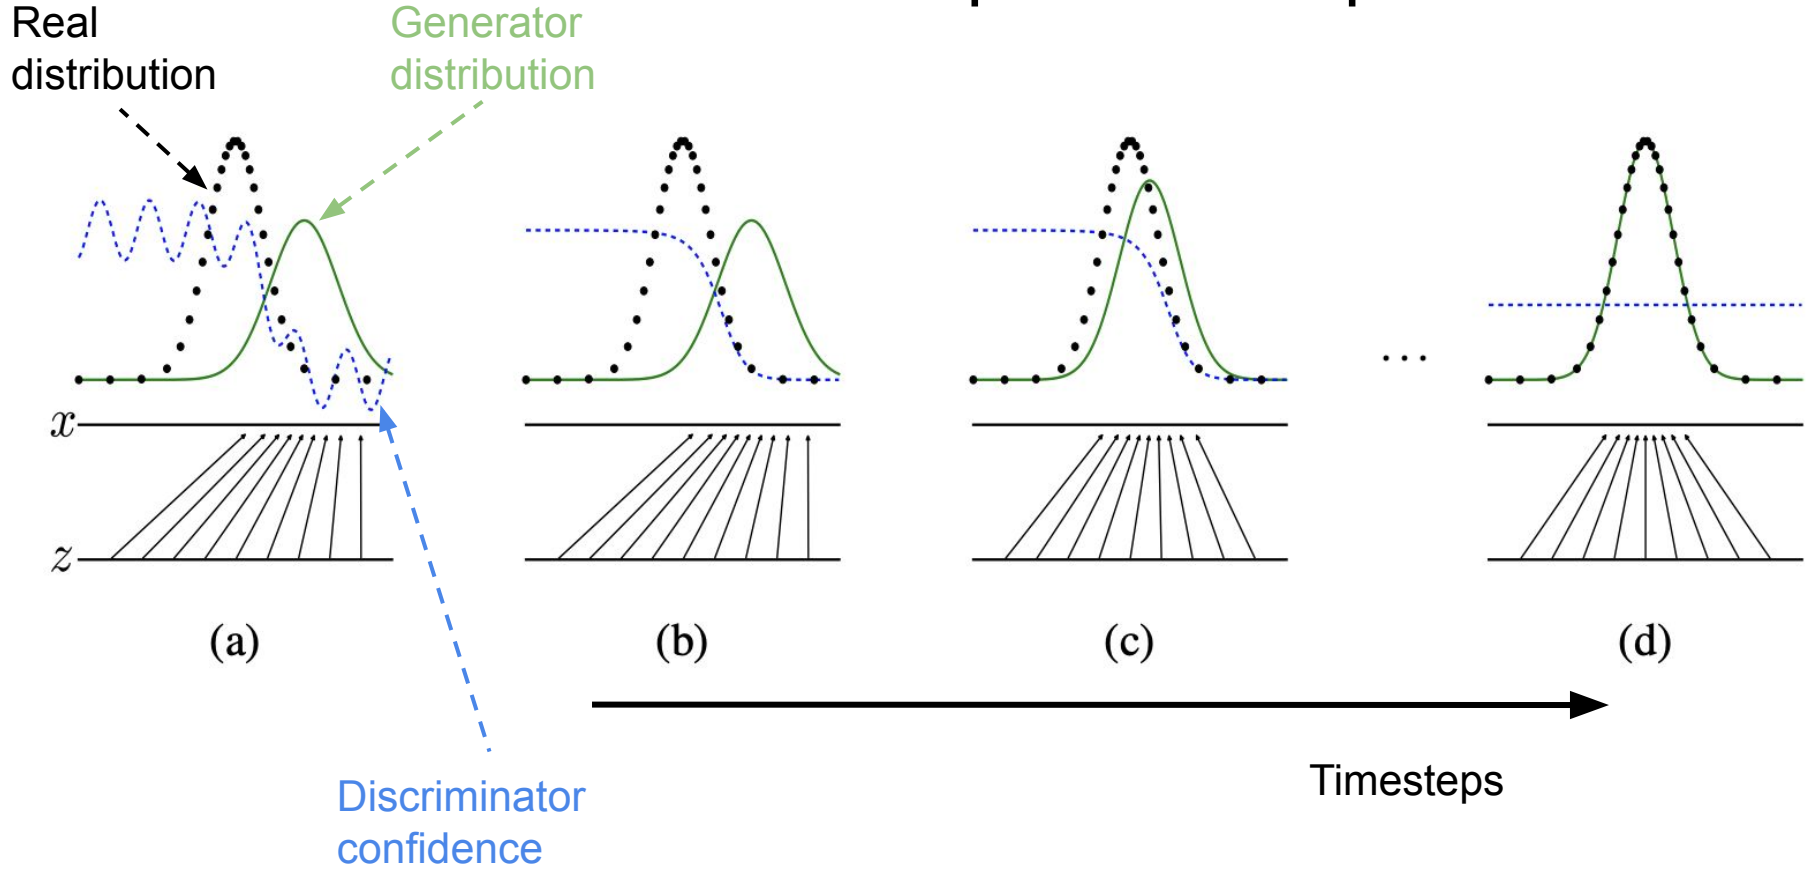 Real
distribution
Generator
distribution
x
z
(a)
(b)
...
(c)
(d)
Timesteps
Discriminator
confidence